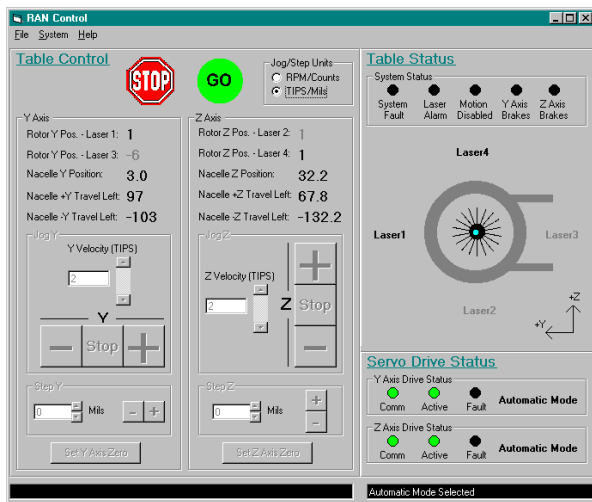 RAN Control
File System Help
Table Control
STOP
GO
Jog/Step Units
RPM/Counts
TIPS/Mils
Y Axis
Rotor Y Pos. - Laser 1: 1
Rotor Y Pos. - Laser 3: -6
Nacelle Y Position: 3.0
Nacelle +Y Travel Left: 97
Nacelle -Y Travel Left: -103
Jog Y
Y Velocity (TIPS)
2
Y
Stop
Step Y
0 Mils - +
Set Y Axis Zero
Z Axis
Rotor Z Pos. - Laser 2: 1
Rotor Z Pos. - Laser 4: 1
Nacelle Z Position: 32.2
Nacelle +Z Travel Left: 67.8
Nacelle -Z Travel Left: -132.2
Jog Z
Z Velocity (TIPS)
2
Z
+
Stop
-
Step Z
0 Mils + -
Set Z Axis Zero
Table Status
System Status
System Fault
Laser Alarm
Motion Disabled
Y Axis Brakes
Z Axis Brakes
Laser4
Laser1
Laser3
Laser2
+Z
+Y
Servo Drive Status
Y Axis Drive Status
Comm Active Fault Automatic Mode
Z Axis Drive Status
Comm Active Fault Automatic Mode
Automatic Mode Selected